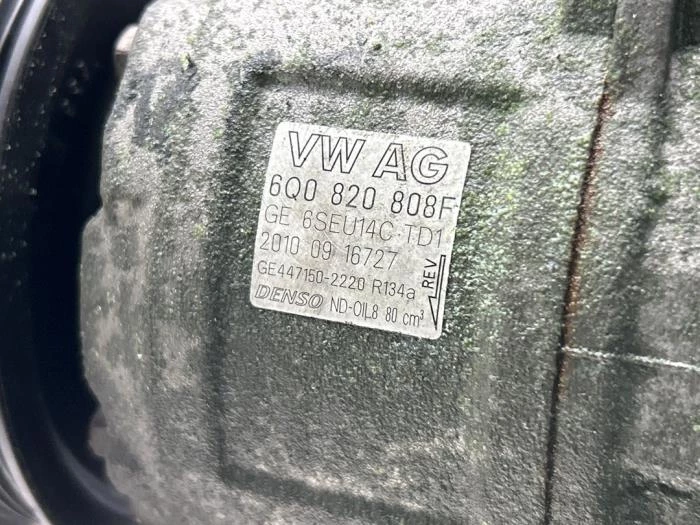 VW AG
6Q0 820 808F
GE 6SEU14C TD1
2010 09 16727
GE447150-2220 R134a
DENSO ND-OIL8 80 cm³
REV